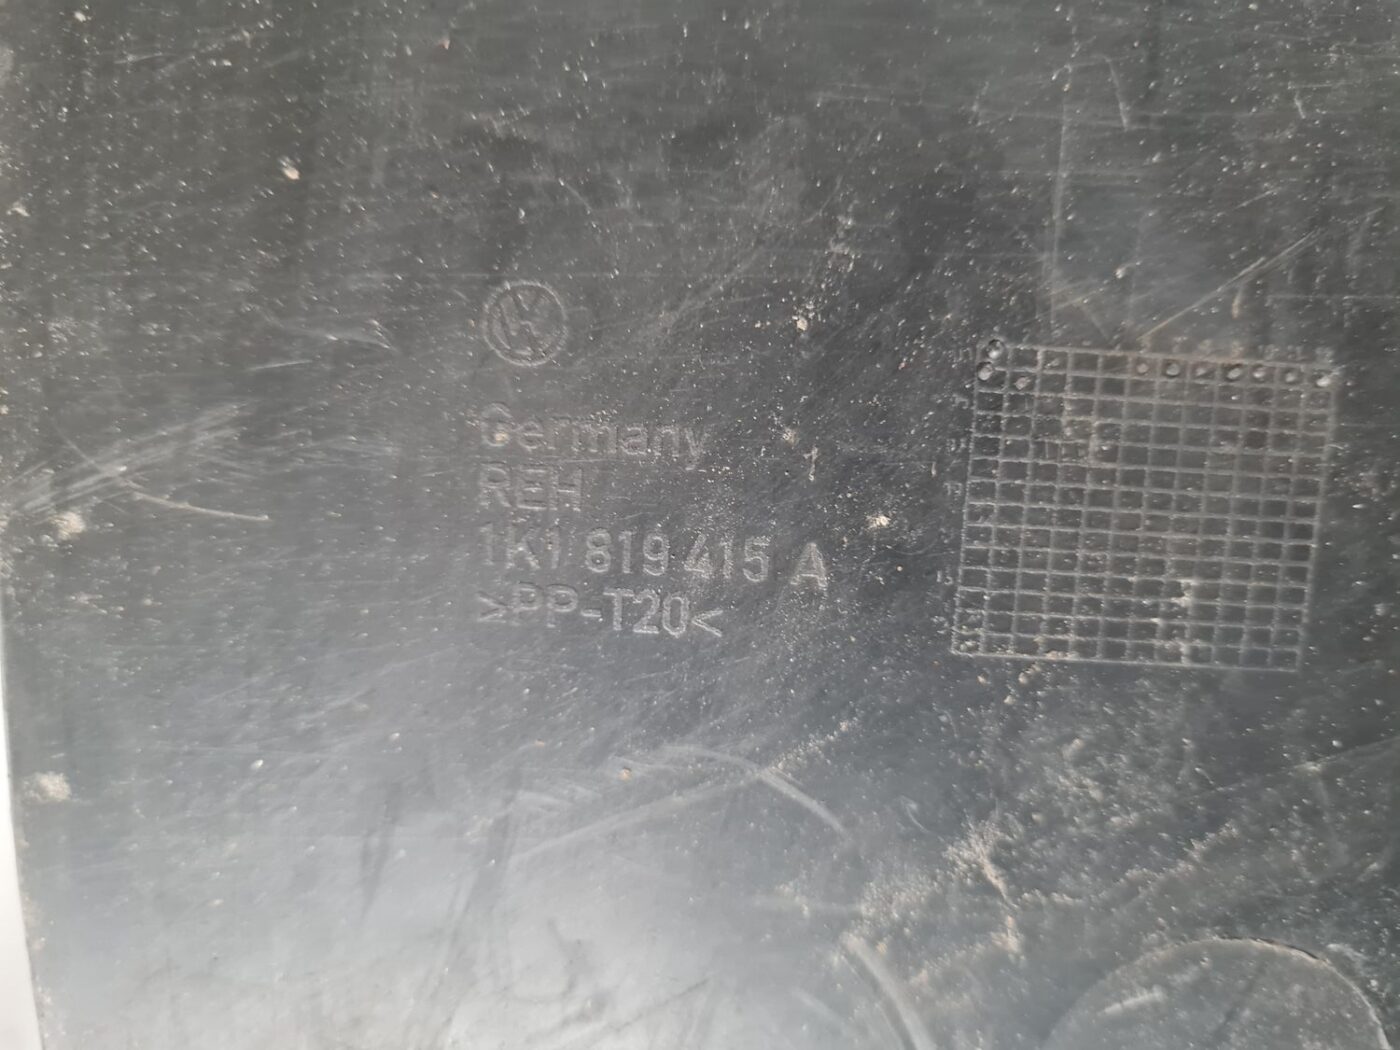 Germany
REH
1K1 819 415 A
>PP-T20<